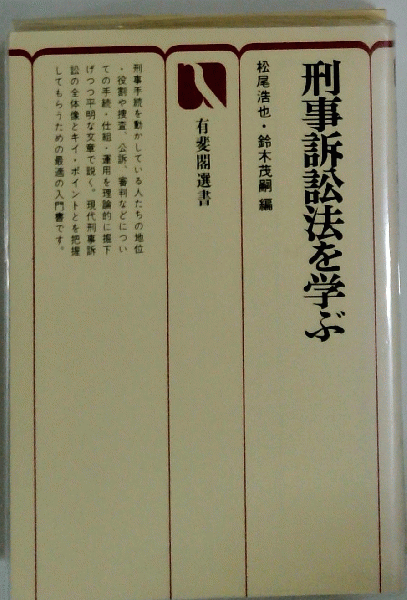 刑事訴訟法を学ぶ
松尾浩也・鈴木茂嗣 編
有斐閣選書
刑事手続を動かしている人たちの地位
・役割や捜査、公訴、審判などについ
ての手続・仕組・運用を理論的に掘下
げつつ平明な文章で説く。現代刑事訴
訟の全体像とキイ・ポイントとを把握
してもらうための最適の入門書です。